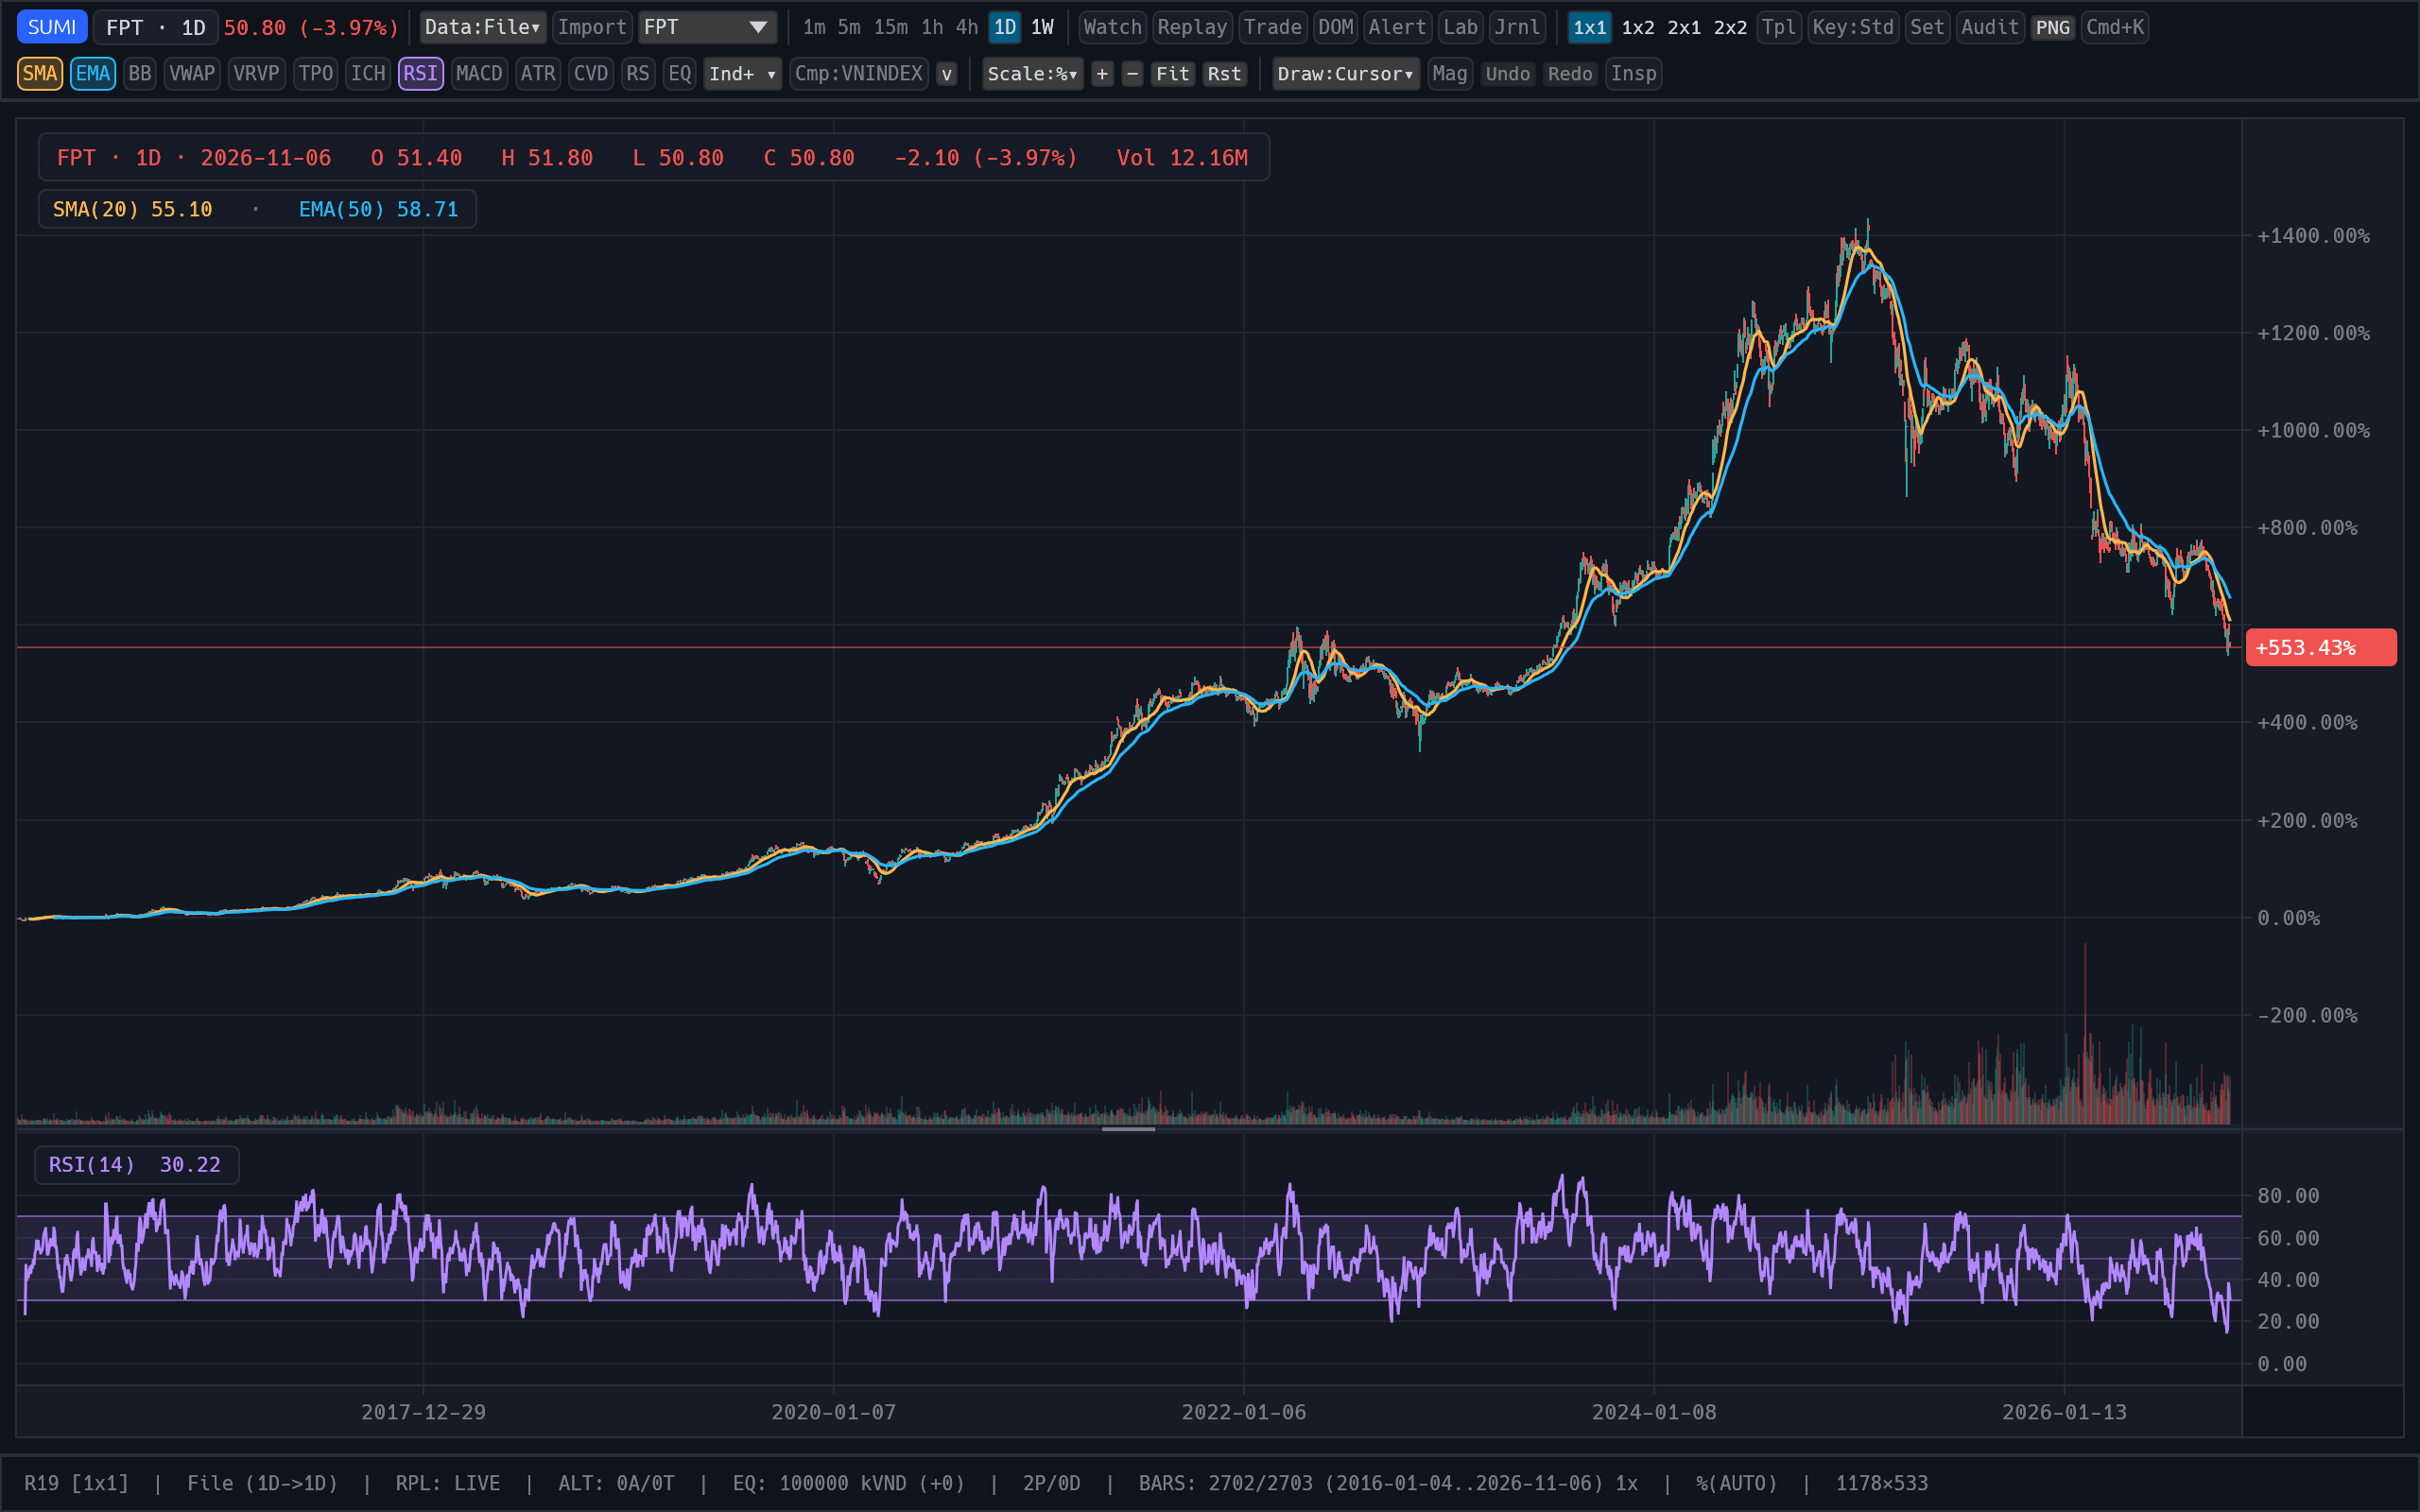 SUMI FPT · 1D 50.80 (-3.97%) Data:File▾ Import FPT ▼ 1m 5m 15m 1h 4h 1D 1W Watch Replay Trade DOM Alert Lab Jrnl 1x1 1x2 2x1 2x2 Tpl Key:Std Set Audit PNG Cmd+K
SMA EMA BB VWAP VRVP TPO ICH RSI MACD ATR CVD RS EQ Ind+ ▾ Cmp:VNINDEX v Scale:%▾ + − Fit Rst Draw:Cursor▾ Mag Undo Redo Insp
FPT · 1D · 2026-11-06 O 51.40 H 51.80 L 50.80 C 50.80 -2.10 (-3.97%) Vol 12.16M
SMA(20) 55.10 · EMA(50) 58.71
+1400.00%
+1200.00%
+1000.00%
+800.00%
+553.43%
+400.00%
+200.00%
0.00%
-200.00%
RSI(14) 30.22
80.00
60.00
40.00
20.00
0.00
2017-12-29 2020-01-07 2022-01-06 2024-01-08 2026-01-13
R19 [1x1] | File (1D->1D) | RPL: LIVE | ALT: 0A/0T | EQ: 100000 kVND (+0) | 2P/0D | BARS: 2702/2703 (2016-01-04..2026-11-06) 1x | %(AUTO) | 1178×533